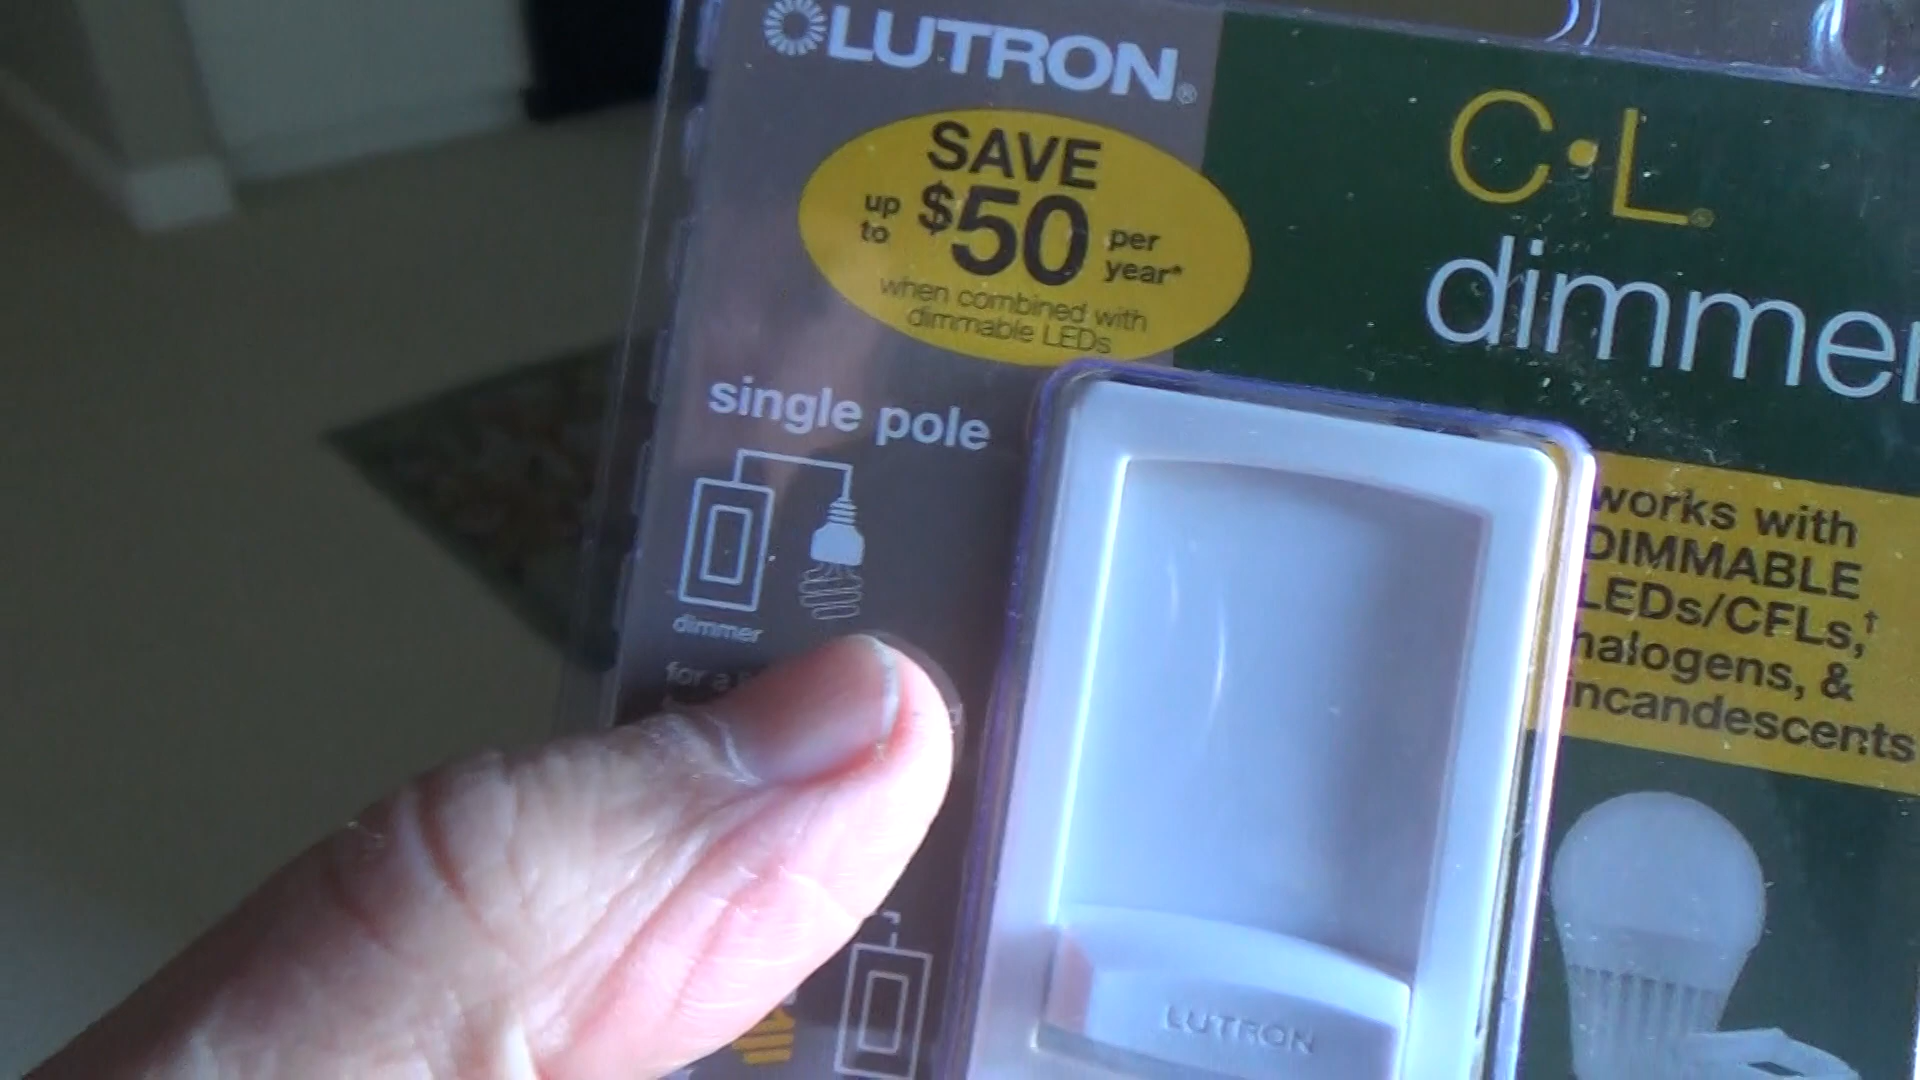 LUTRON®
SAVE
up to $50 per year*
when combined with
dimmable LEDs
C•L®
dimmer
single pole
dimmer
for a
works with
DIMMABLE
LEDs/CFLs,†
halogens, &
incandescents
LUTRON